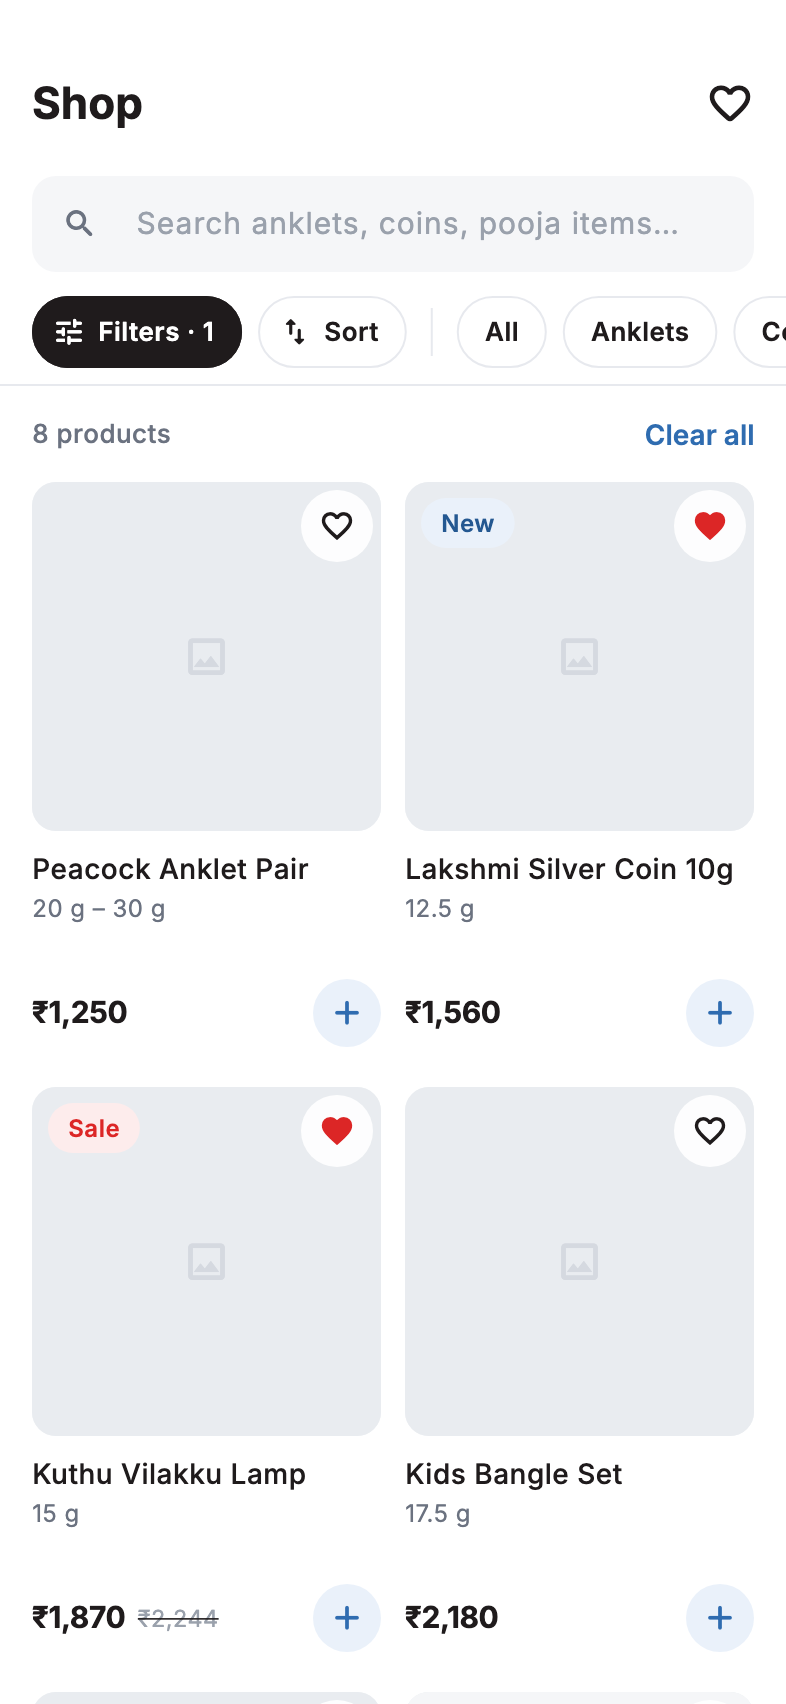 Shop
Search anklets, coins, pooja items...
Filters · 1
Sort
All
Anklets
8 products
Clear all
New
Peacock Anklet Pair
20 g – 30 g
Lakshmi Silver Coin 10g
12.5 g
₹1,250
₹1,560
Sale
Kuthu Vilakku Lamp
15 g
Kids Bangle Set
17.5 g
₹1,870 ₹2,244
₹2,180